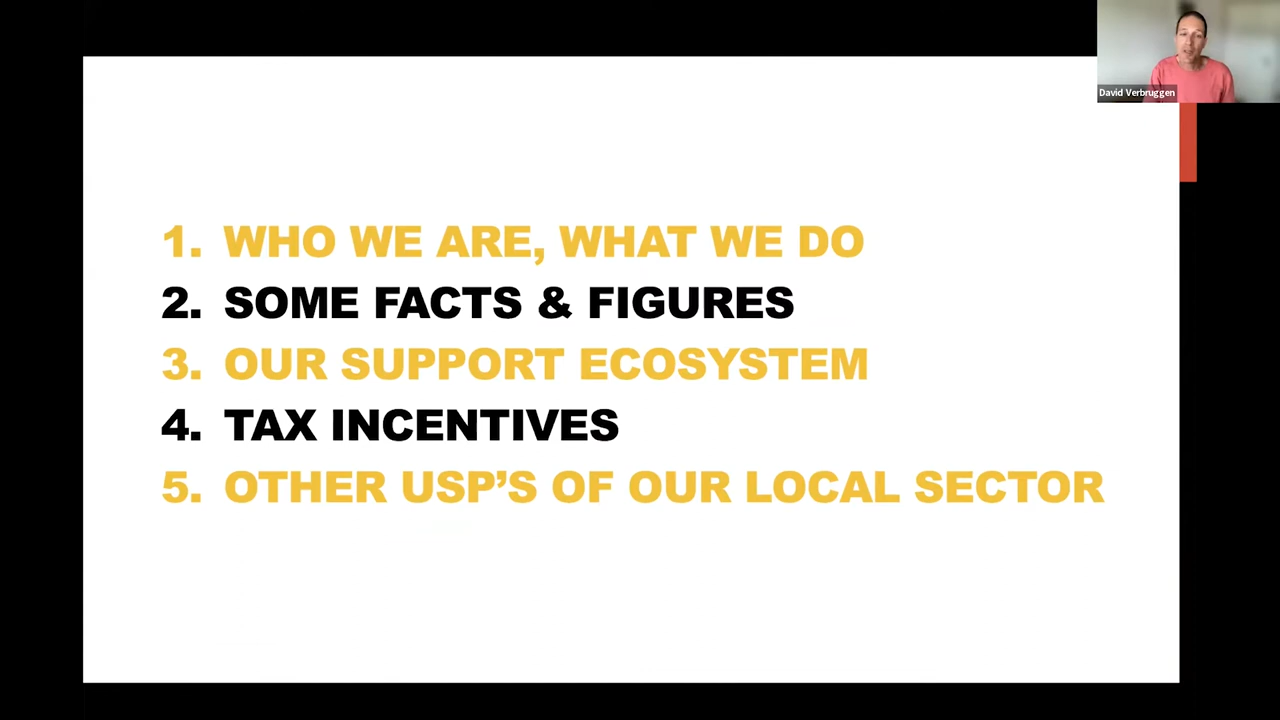 David Verbruggen
1. WHO WE ARE, WHAT WE DO
2. SOME FACTS & FIGURES
3. OUR SUPPORT ECOSYSTEM
4. TAX INCENTIVES
5. OTHER USP’S OF OUR LOCAL SECTOR